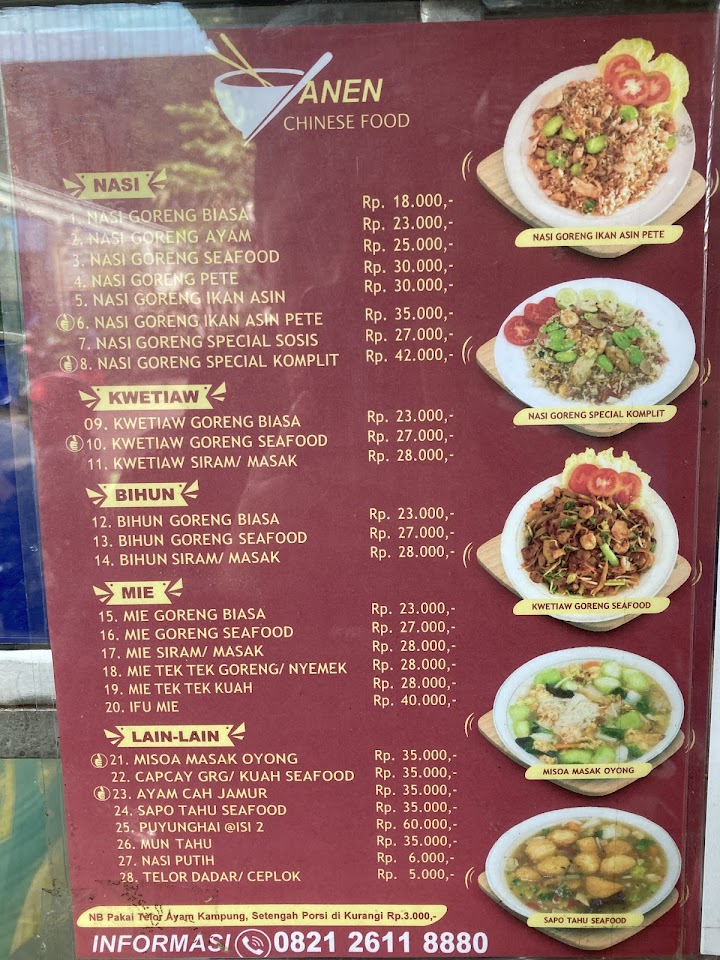 YANEN
CHINESE FOOD
NASI
1. NASI GORENG BIASA Rp. 18.000,-
2. NASI GORENG AYAM Rp. 23.000,-
3. NASI GORENG SEAFOOD Rp. 25.000,-
4. NASI GORENG PETE Rp. 30.000,-
5. NASI GORENG IKAN ASIN Rp. 30.000,-
6. NASI GORENG IKAN ASIN PETE Rp. 35.000,-
7. NASI GORENG SPECIAL SOSIS Rp. 27.000,-
8. NASI GORENG SPECIAL KOMPLIT Rp. 42.000,-
KWETIAW
09. KWETIAW GORENG BIASA Rp. 23.000,-
10. KWETIAW GORENG SEAFOOD Rp. 27.000,-
11. KWETIAW SIRAM/ MASAK Rp. 28.000,-
BIHUN
12. BIHUN GORENG BIASA Rp. 23.000,-
13. BIHUN GORENG SEAFOOD Rp. 27.000,-
14. BIHUN SIRAM/ MASAK Rp. 28.000,-
MIE
15. MIE GORENG BIASA Rp. 23.000,-
16. MIE GORENG SEAFOOD Rp. 27.000,-
17. MIE SIRAM/ MASAK Rp. 28.000,-
18. MIE TEK TEK GORENG/ NYEMEK Rp. 28.000,-
19. MIE TEK TEK KUAH Rp. 28.000,-
20. IFU MIE Rp. 40.000,-
LAIN-LAIN
21. MISOA MASAK OYONG Rp. 35.000,-
22. CAPCAY GRG/ KUAH SEAFOOD Rp. 35.000,-
23. AYAM CAH JAMUR Rp. 35.000,-
24. SAPO TAHU SEAFOOD Rp. 35.000,-
25. PUYUNGHAI @ISI 2 Rp. 60.000,-
26. MUN TAHU Rp. 35.000,-
27. NASI PUTIH Rp. 6.000,-
28. TELOR DADAR/ CEPLOK Rp. 5.000,-
NB Pakai Telor Ayam Kampung, Setengah Porsi di Kurangi Rp.3.000,-
INFORMASI 0821 2611 8880
NASI GORENG IKAN ASIN PETE
NASI GORENG SPECIAL KOMPLIT
KWETIAW GORENG SEAFOOD
MISOA MASAK OYONG
SAPO TAHU SEAFOOD